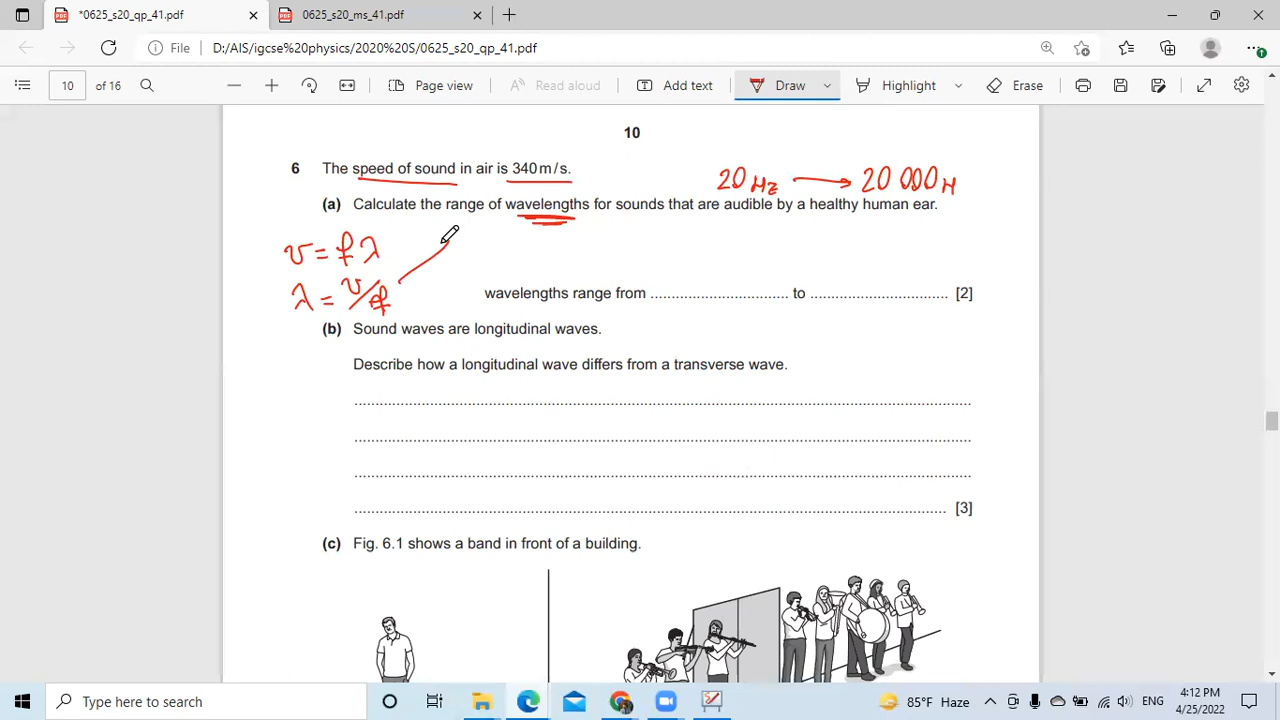 *0625_s20_qp_41.pdf
0625_s20_ms_41.pdf
File D:/AIS/igcse%20physics/2020%20S/0625_s20_qp_41.pdf
10 of 16 Page view Read aloud Add text Draw Highlight Erase
10
6 The speed of sound in air is 340 m / s.
20 Hz → 20 000 H
(a) Calculate the range of wavelengths for sounds that are audible by a healthy human ear.
v = f λ
λ = v/f
wavelengths range from ................................. to ................................. [2]
(b) Sound waves are longitudinal waves.
Describe how a longitudinal wave differs from a transverse wave.
[3]
(c) Fig. 6.1 shows a band in front of a building.
Type here to search
85°F Haze
ENG
4:12 PM
4/25/2022